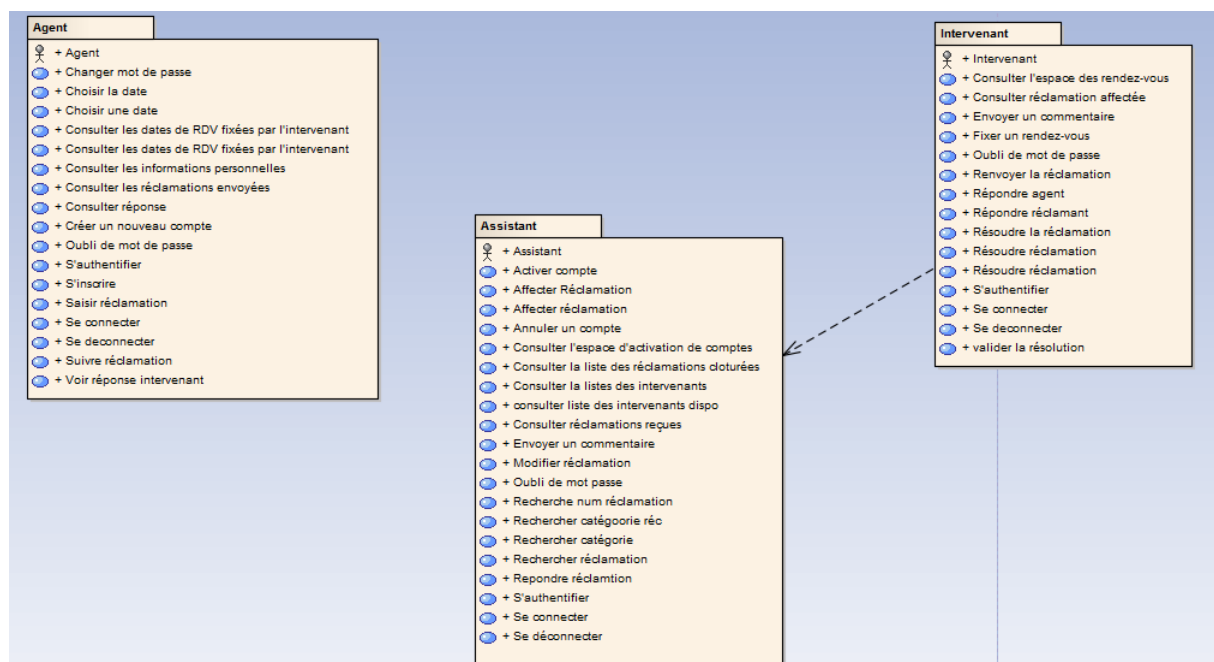 Agent
+ Agent
+ Changer mot de passe
+ Choisir la date
+ Choisir une date
+ Consulter les dates de RDV fixées par l'intervenant
+ Consulter les dates de RDV fixées par l'intervenant
+ Consulter les informations personnelles
+ Consulter les réclamations envoyées
+ Consulter réponse
+ Créer un nouveau compte
+ Oubli de mot de passe
+ S'authentifier
+ S'inscrire
+ Saisir réclamation
+ Se connecter
+ Se deconnecter
+ Suivre réclamation
+ Voir réponse intervenant
Assistant
+ Assistant
+ Activer compte
+ Affecter Réclamation
+ Affecter réclamation
+ Annuler un compte
+ Consulter l'espace d'activation de comptes
+ Consulter la liste des réclamations cloturées
+ Consulter la listes des intervenants
+ consulter liste des intervenants dispo
+ Consulter réclamations reçues
+ Envoyer un commentaire
+ Modifier réclamation
+ Oubli de mot passe
+ Recherche num réclamation
+ Rechercher catégoorie réc
+ Rechercher catégorie
+ Rechercher réclamation
+ Repondre réclamtion
+ S'authentifier
+ Se connecter
+ Se déconnecter
Intervenant
+ Intervenant
+ Consulter l'espace des rendez-vous
+ Consulter réclamation affectée
+ Envoyer un commentaire
+ Fixer un rendez-vous
+ Oubli de mot de passe
+ Renvoyer la réclamation
+ Répondre agent
+ Répondre réclamant
+ Résoudre la réclamation
+ Résoudre réclamation
+ Résoudre réclamation
+ S'authentifier
+ Se connecter
+ Se deconnecter
+ valider la résolution